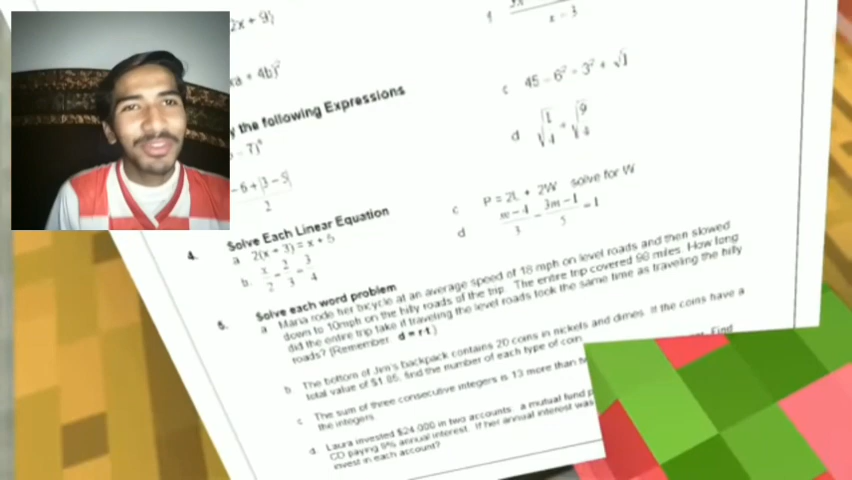 2x + 9)
x - 3
xa + 4b)²
c 45 - 6² ÷ 3² + √1
y the following Expressions
- 7)⁰
d √1/4 + √9/4
- 6 + |3 - 5|
2
4. Solve Each Linear Equation
a 2(x + 3) = x + 5
b. x/2 - 2/3 = 3/4
c P = 2L + 2W solve for W
d (m - 4)/3 - (3m - 1)/5 = 1
5. Solve each word problem
a Maria rode her bicycle at an average speed of 18 mph on level roads and then slowed
down to 10mph on the hilly roads of the trip. The entire trip covered 98 miles. How long
did the entire trip take if traveling the level roads took the same time as traveling the hilly
roads? (Remember d = r t)
b The bottom of Jim's backpack contains 20 coins in nickels and dimes. If the coins have a
total value of $1.85, find the number of each type of coin
c The sum of three consecutive integers is 13 more than
Find
the integers
d. Laura invested $24,000 in two accounts: a mutual fund
CD paying 9% annual interest. If her annual interest was
invest in each account?